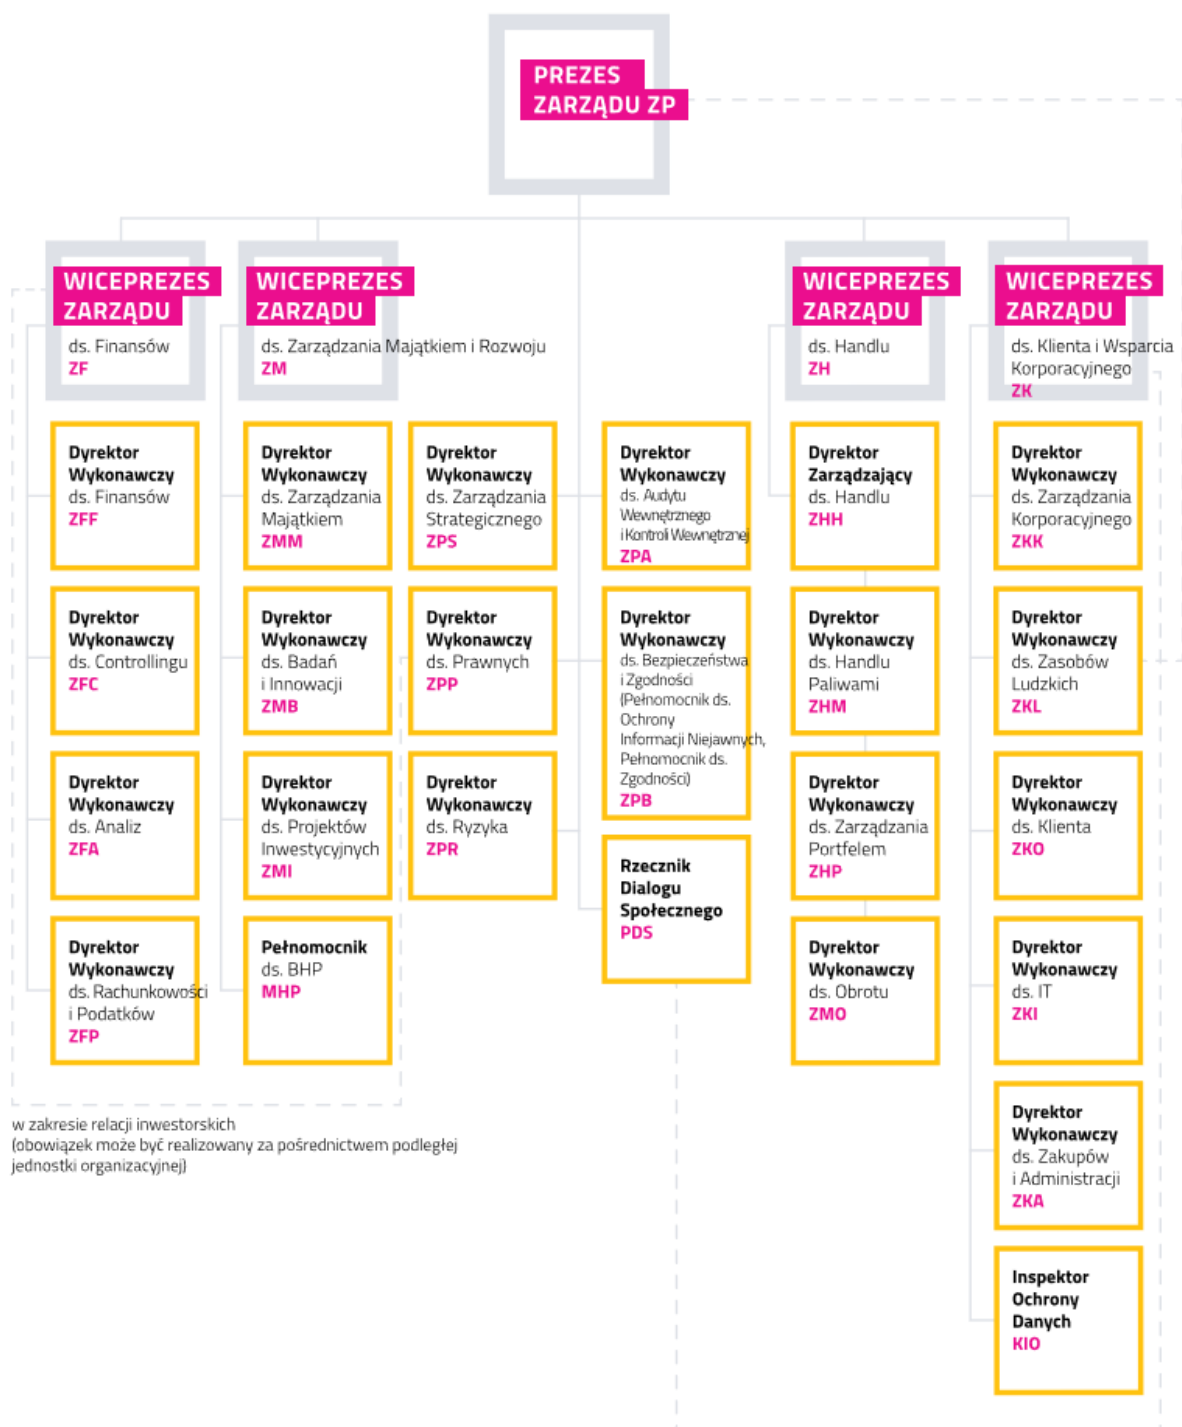 PREZES
ZARZĄDU ZP
WICEPREZES
ZARZĄDU
ds. Finansów
ZF
WICEPREZES
ZARZĄDU
ds. Zarządzania Majątkiem i Rozwoju
ZM
WICEPREZES
ZARZĄDU
ds. Handlu
ZH
WICEPREZES
ZARZĄDU
ds. Klienta i Wsparcia
Korporacyjnego
ZK
Dyrektor
Wykonawczy
ds. Finansów
ZFF
Dyrektor
Wykonawczy
ds. Zarządzania
Majątkiem
ZMM
Dyrektor
Wykonawczy
ds. Zarządzania
Strategicznego
ZPS
Dyrektor
Wykonawczy
ds. Audytu
Wewnętrznego
i Kontroli Wewnętrznej
ZPA
Dyrektor
Zarządzający
ds. Handlu
ZHH
Dyrektor
Wykonawczy
ds. Zarządzania
Korporacyjnego
ZKK
Dyrektor
Wykonawczy
ds. Controllingu
ZFC
Dyrektor
Wykonawczy
ds. Badań
i Innowacji
ZMB
Dyrektor
Wykonawczy
ds. Prawnych
ZPP
Dyrektor
Wykonawczy
ds. Bezpieczeństwa
i Zgodności
(Pełnomocnik ds.
Ochrony
Informacji Niejawnych,
Pełnomocnik ds.
Zgodności)
ZPB
Dyrektor
Wykonawczy
ds. Handlu
Paliwami
ZHM
Dyrektor
Wykonawczy
ds. Zasobów
Ludzkich
ZKL
Dyrektor
Wykonawczy
ds. Analiz
ZFA
Dyrektor
Wykonawczy
ds. Projektów
Inwestycyjnych
ZMI
Dyrektor
Wykonawczy
ds. Ryzyka
ZPR
Rzecznik
Dialogu
Społecznego
PDS
Dyrektor
Wykonawczy
ds. Zarządzania
Portfelem
ZHP
Dyrektor
Wykonawczy
ds. Klienta
ZKO
Dyrektor
Wykonawczy
ds. Rachunkowości
i Podatków
ZFP
Pełnomocnik
ds. BHP
MHP
Dyrektor
Wykonawczy
ds. Obrotu
ZMO
Dyrektor
Wykonawczy
ds. IT
ZKI
Dyrektor
Wykonawczy
ds. Zakupów
i Administracji
ZKA
Inspektor
Ochrony
Danych
KIO
w zakresie relacji inwestorskich
(obowiązek może być realizowany za pośrednictwem podległej
jednostki organizacyjnej)